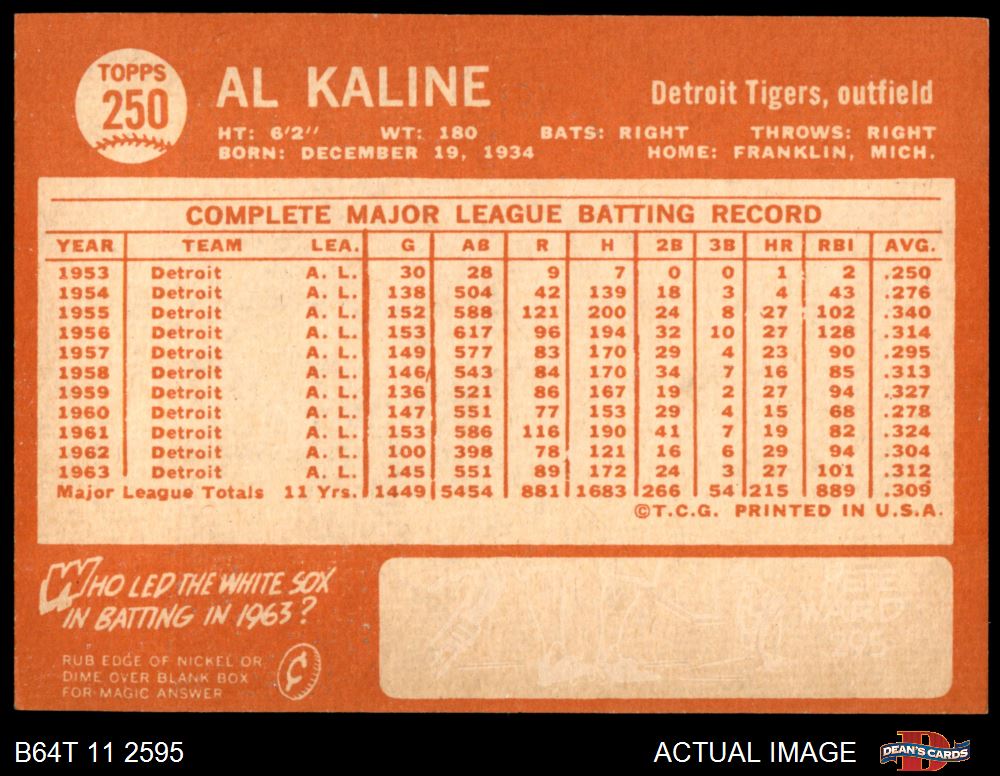 TOPPS
250
AL KALINE
Detroit Tigers, outfield
HT: 6'2" WT: 180 BATS: RIGHT THROWS: RIGHT
BORN: DECEMBER 19, 1934 HOME: FRANKLIN, MICH.
COMPLETE MAJOR LEAGUE BATTING RECORD
YEAR TEAM LEA. G AB R H 2B 3B HR RBI AVG.
1953 Detroit A. L. 30 28 9 7 0 0 1 2 .250
1954 Detroit A. L. 138 504 42 139 18 3 4 43 .276
1955 Detroit A. L. 152 588 121 200 24 8 27 102 .340
1956 Detroit A. L. 153 617 96 194 32 10 27 128 .314
1957 Detroit A. L. 149 577 83 170 29 4 23 90 .295
1958 Detroit A. L. 146 543 84 170 34 7 16 85 .313
1959 Detroit A. L. 136 521 86 167 19 2 27 94 .327
1960 Detroit A. L. 147 551 77 153 29 4 15 68 .278
1961 Detroit A. L. 153 586 116 190 41 7 19 82 .324
1962 Detroit A. L. 100 398 78 121 16 6 29 94 .304
1963 Detroit A. L. 145 551 89 172 24 3 27 101 .312
Major League Totals 11 Yrs. 1449 5454 881 1683 266 54 215 889 .309
©T.C.G. PRINTED IN U.S.A.
WHO LED THE WHITE SOX
IN BATTING IN 1963?
RUB EDGE OF NICKEL OR
DIME OVER BLANK BOX
FOR MAGIC ANSWER
PETE
WARD
.295
B64T 11 2595
ACTUAL IMAGE
DEAN'S CARDS